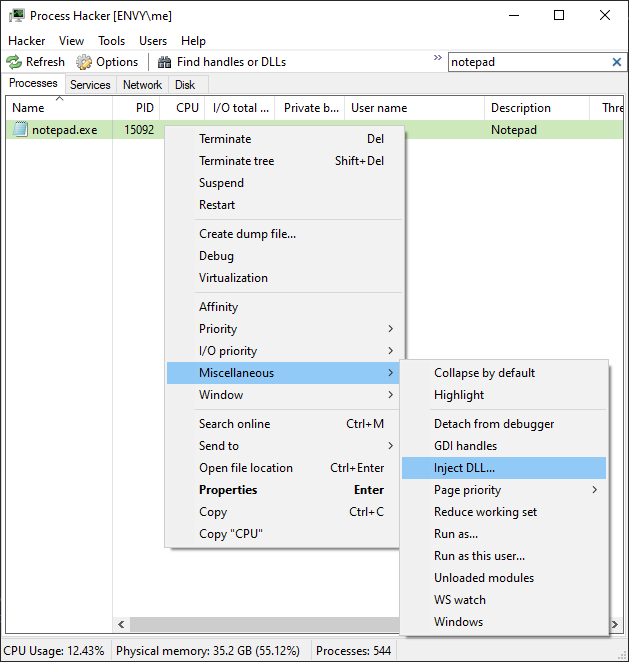 Process Hacker [ENVY\me]
Hacker View Tools Users Help
Refresh Options Find handles or DLLs » notepad
Processes Services Network Disk
Name PID CPU I/O total ... Private b... User name Description Thre
notepad.exe 15092 Notepad
Terminate Del
Terminate tree Shift+Del
Suspend
Restart
Create dump file...
Debug
Virtualization
Affinity
Priority
I/O priority
Miscellaneous
Window
Search online Ctrl+M
Send to
Open file location Ctrl+Enter
Properties Enter
Copy Ctrl+C
Copy "CPU"
Collapse by default
Highlight
Detach from debugger
GDI handles
Inject DLL...
Page priority
Reduce working set
Run as...
Run as this user...
Unloaded modules
WS watch
Windows
CPU Usage: 12.43% Physical memory: 35.2 GB (55.12%) Processes: 544